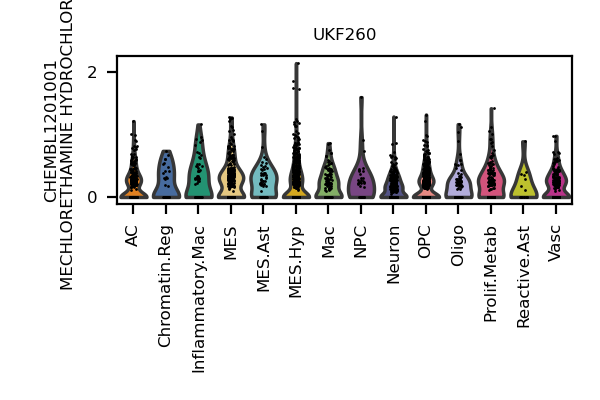 UKF260
CHEMBL1201001
MECHLORETHAMINE HYDROCHLOR
2
0
AC
Chromatin.Reg
Inflammatory.Mac
MES
MES.Ast
MES.Hyp
Mac
NPC
Neuron
OPC
Oligo
Prolif.Metab
Reactive.Ast
Vasc